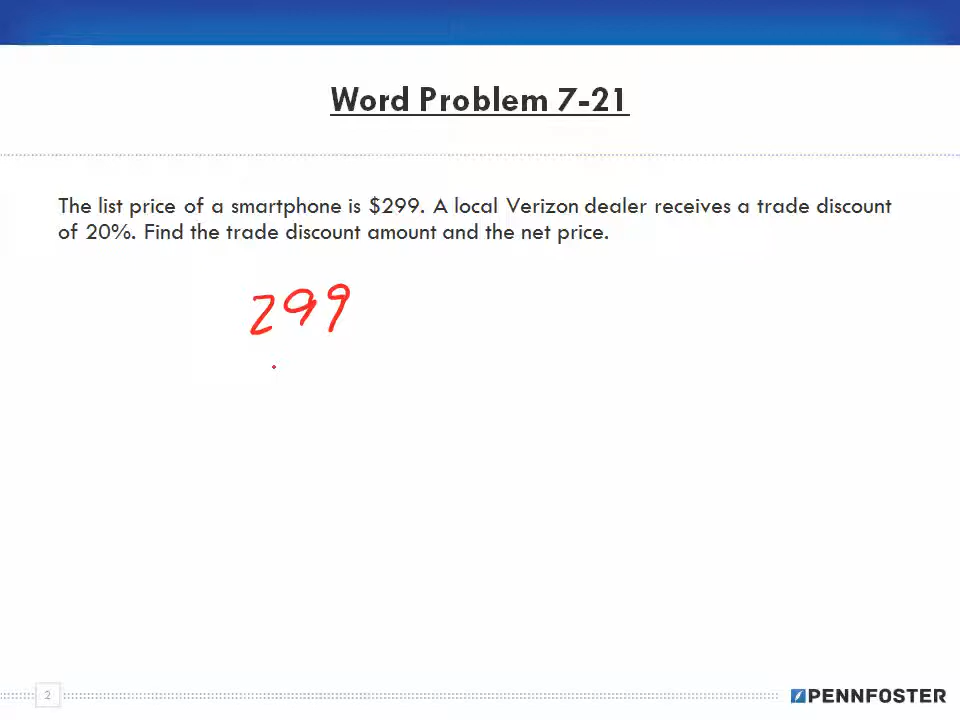 Word Problem 7-21
The list price of a smartphone is $299. A local Verizon dealer receives a trade discount
of 20%. Find the trade discount amount and the net price.
299
2
PENNFOSTER